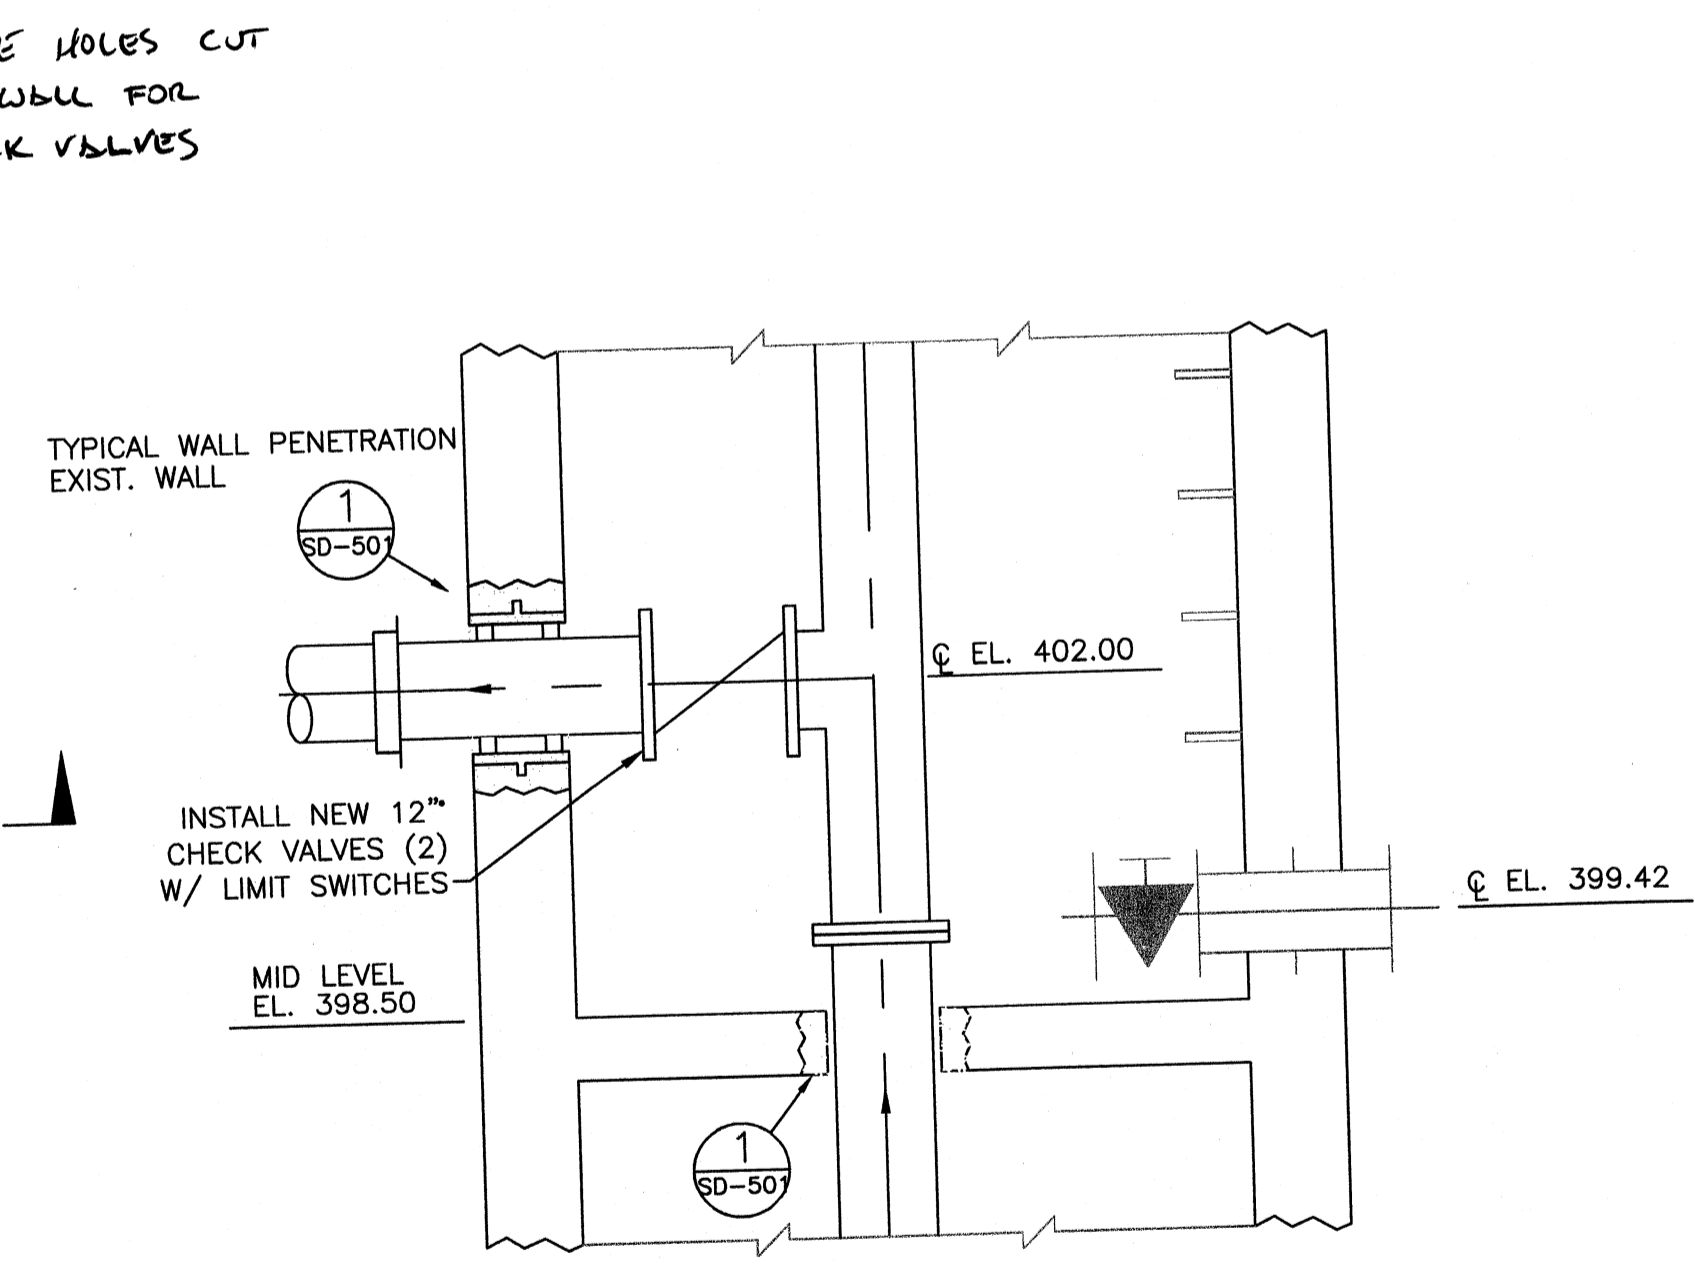 HOLES CUT
WALL FOR
VALVES
TYPICAL WALL PENETRATION
EXIST. WALL
1
SD-501
℄ EL. 402.00
INSTALL NEW 12"
CHECK VALVES (2)
W/ LIMIT SWITCHES
℄ EL. 399.42
MID LEVEL
EL. 398.50
1
SD-501